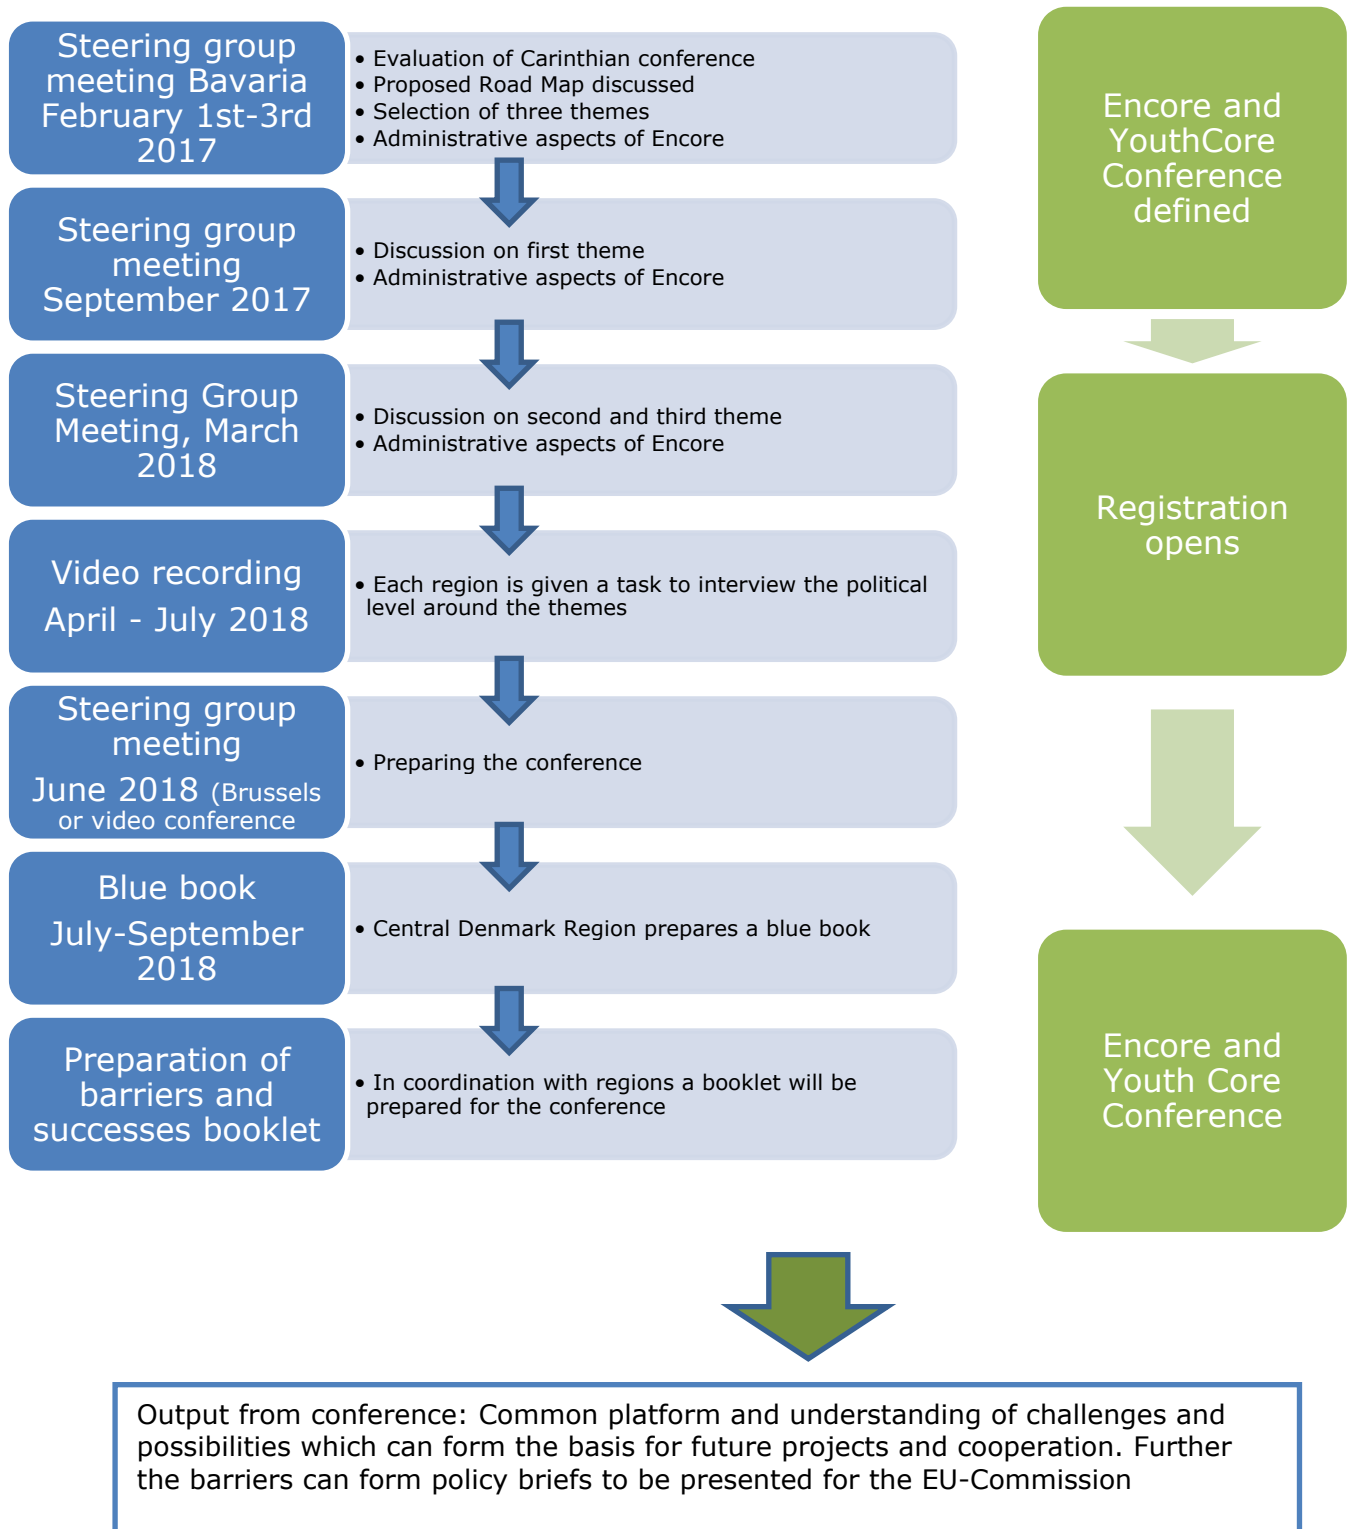 Steering group
meeting Bavaria
February 1st-3rd
2017
• Evaluation of Carinthian conference
• Proposed Road Map discussed
• Selection of three themes
• Administrative aspects of Encore
Steering group
meeting
September 2017
• Discussion on first theme
• Administrative aspects of Encore
Steering Group
Meeting, March
2018
• Discussion on second and third theme
• Administrative aspects of Encore
Video recording
April - July 2018
• Each region is given a task to interview the political
level around the themes
Steering group
meeting
June 2018 (Brussels
or video conference
• Preparing the conference
Blue book
July-September
2018
• Central Denmark Region prepares a blue book
Preparation of
barriers and
successes booklet
• In coordination with regions a booklet will be
prepared for the conference
Encore and
YouthCore
Conference
defined
Registration
opens
Encore and
Youth Core
Conference
Output from conference: Common platform and understanding of challenges and
possibilities which can form the basis for future projects and cooperation. Further
the barriers can form policy briefs to be presented for the EU-Commission